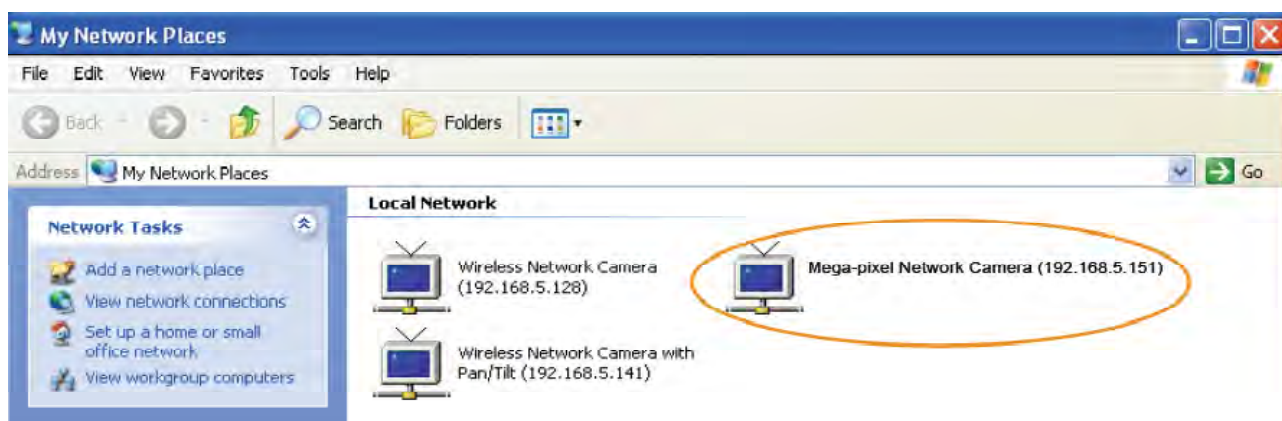 My Network Places
File Edit View Favorites Tools Help
Back Search Folders
Address My Network Places Go
Network Tasks
Add a network place
View network connections
Set up a home or small
office network
View workgroup computers
Local Network
Wireless Network Camera
(192.168.5.128)
Mega-pixel Network Camera (192.168.5.151)
Wireless Network Camera with
Pan/Tilt (192.168.5.141)